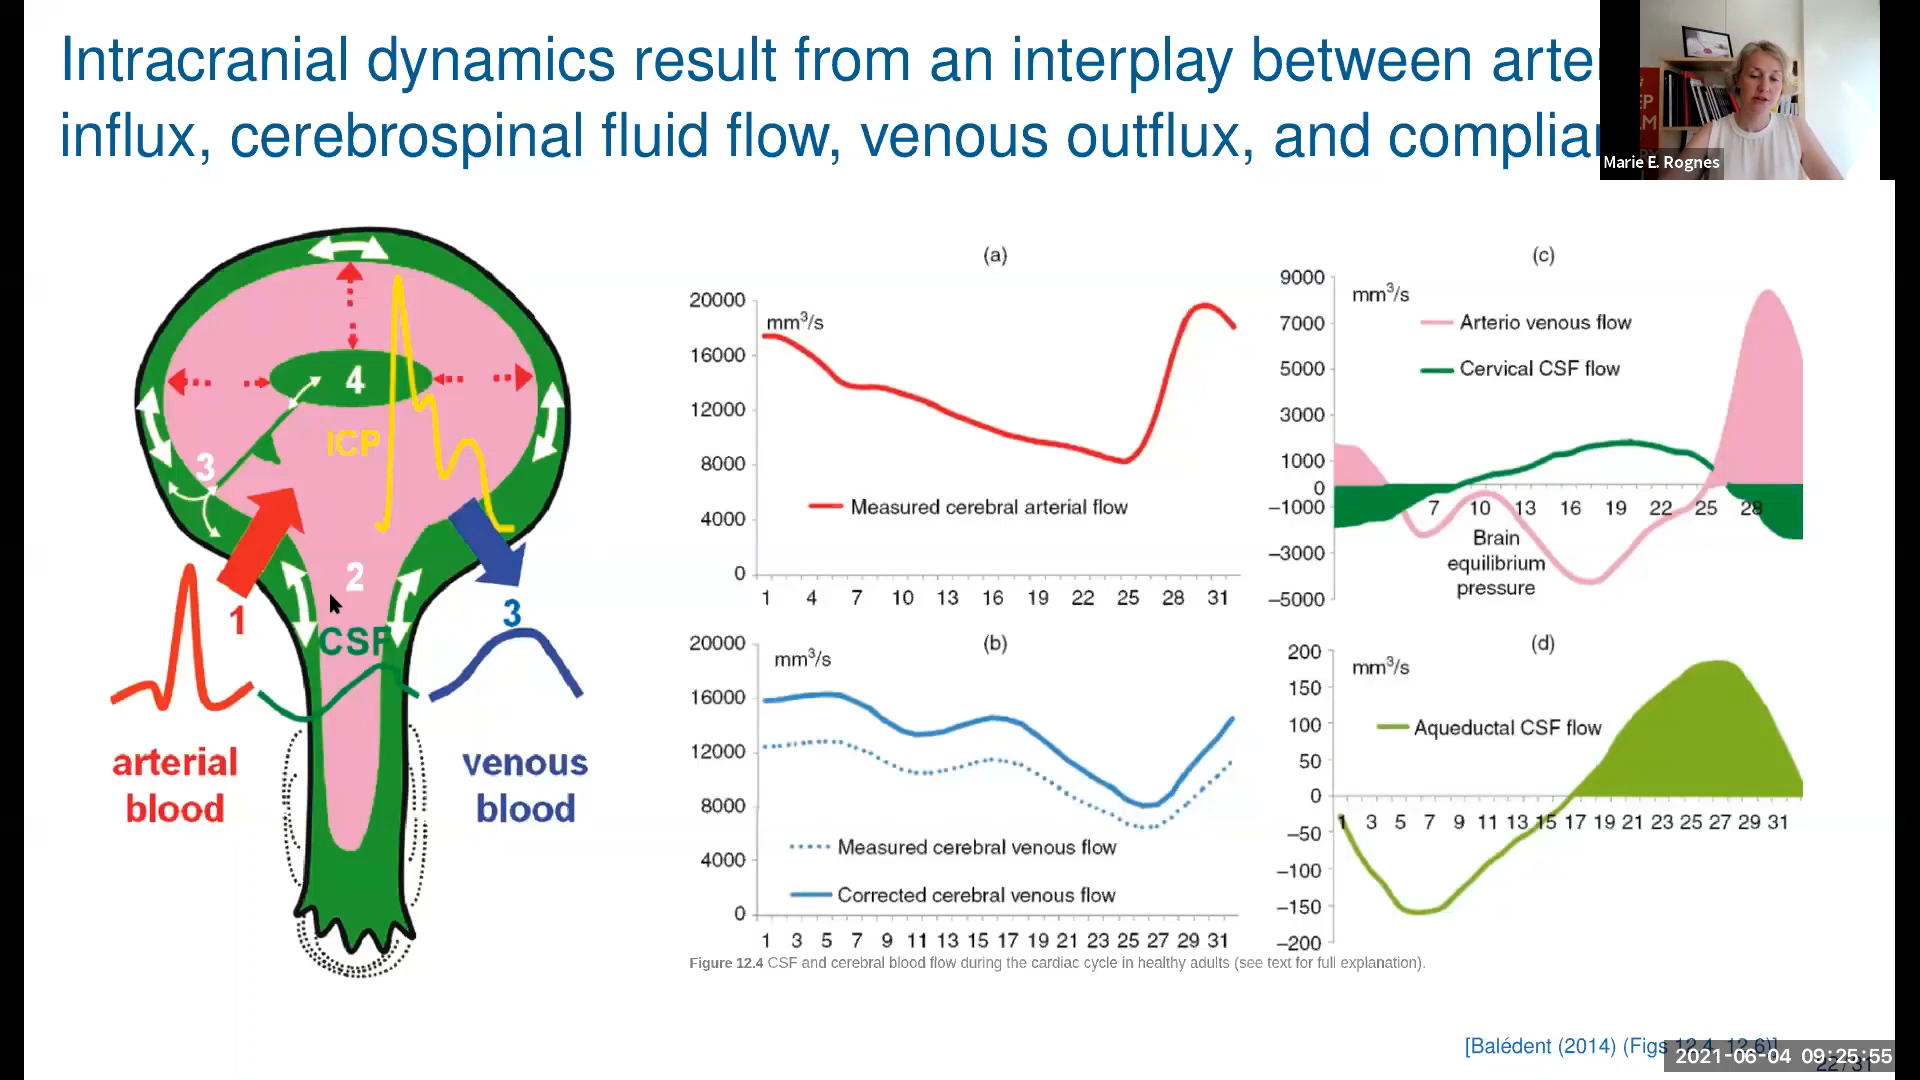 Intracranial dynamics result from an interplay between arte
influx, cerebrospinal fluid flow, venous outflux, and complia
Marie E. Rognes
4
ICP
3
2
1
3
CSF
arterial
blood
venous
blood
(a)
20000
mm³/s
16000
12000
8000
Measured cerebral arterial flow
4000
0
1 4 7 10 13 16 19 22 25 28 31
(b)
20000
mm³/s
16000
12000
8000
Measured cerebral venous flow
4000
Corrected cerebral venous flow
0
1 3 5 7 9 11 13 15 17 19 21 23 25 27 29 31
(c)
9000
mm³/s
7000
Arterio venous flow
5000
Cervical CSF flow
3000
1000
0
–1000
7 10 13 16 19 22 25 28
Brain
equilibrium
pressure
–3000
–5000
(d)
200
mm³/s
150
100
Aqueductal CSF flow
50
0
1 3 5 7 9 11 13 15 17 19 21 23 25 27 29 31
–50
–100
–150
–200
Figure 12.4 CSF and cerebral blood flow during the cardiac cycle in healthy adults (see text for full explanation).
[Balédent (2014) (Figs 12.4, 12.6)]
2021-06-04 09:25:55
22 / 31